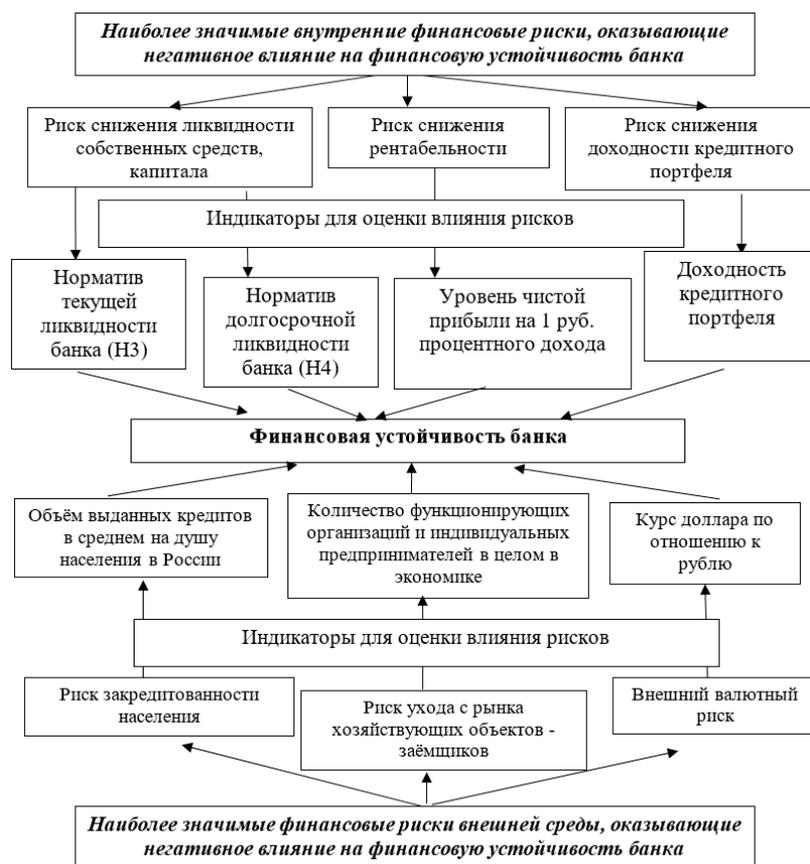 Наиболее значимые внутренние финансовые риски, оказывающие
негативное влияние на финансовую устойчивость банка
Риск снижения ликвидности
собственных средств,
капитала
Риск снижения
рентабельности
Риск снижения
доходности кредитного
портфеля
Индикаторы для оценки влияния рисков
Норматив
текущей
ликвидности
банка (Н3)
Норматив
долгосрочной
ликвидности
банка (Н4)
Уровень чистой
прибыли на 1 руб.
процентного дохода
Доходность
кредитного
портфеля
Финансовая устойчивость банка
Объём выданных кредитов
в среднем на душу
населения в России
Количество функционирующих
организаций и индивидуальных
предпринимателей в целом в
экономике
Курс доллара по
отношению к
рублю
Индикаторы для оценки влияния рисков
Риск закредитованности
населения
Риск ухода с рынка
хозяйствующих объектов -
заёмщиков
Внешний валютный
риск
Наиболее значимые финансовые риски внешней среды, оказывающие
негативное влияние на финансовую устойчивость банка